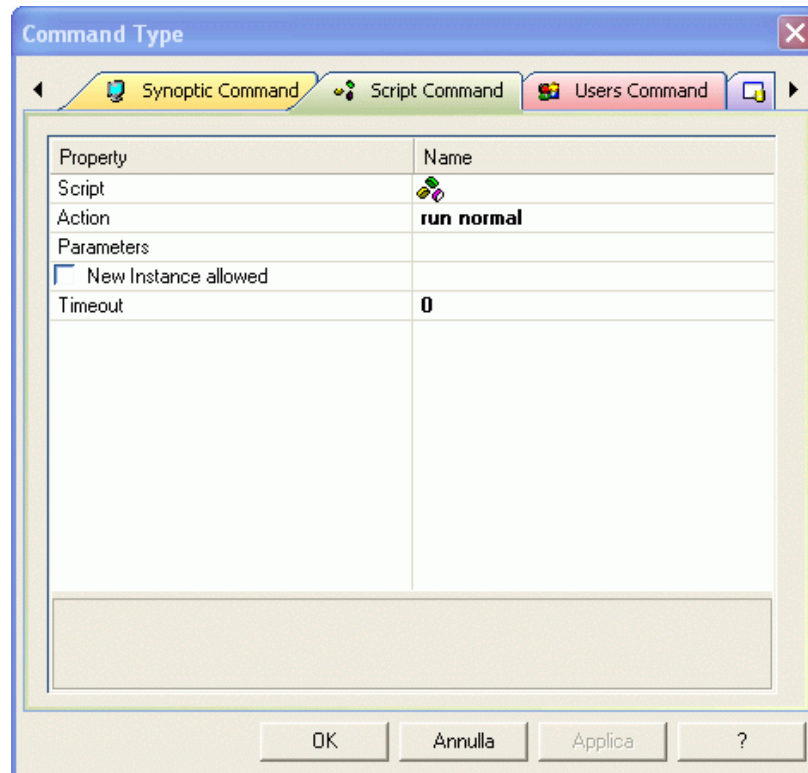 Command Type
Synoptic Command Script Command Users Command
Property Name
Script
Action run normal
Parameters
New Instance allowed
Timeout 0
OK Annulla Applica ?